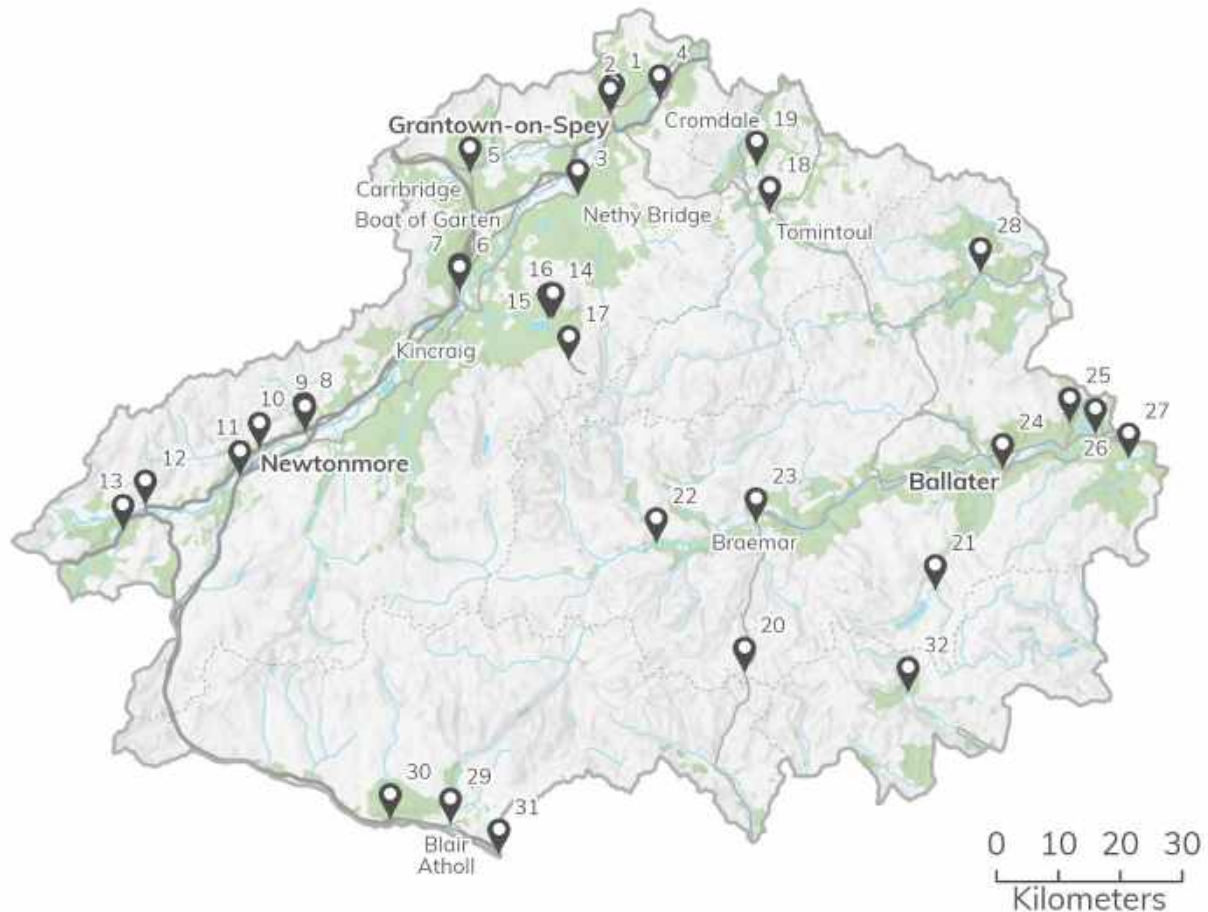 2 1 4
Grantown-on-Spey
Cromdale 19
5
3
18
Carrbridge
Boat of Garten
Nethy Bridge
Tomintoul
7 6
28
16 14
15
17
Kincraig
9 8
10
11
Newtonmore
25
27
24
26
12
13
Ballater
22
23
Braemar
21
20
32
30 29
31
Blair
Atholl
0 10 20 30
Kilometers